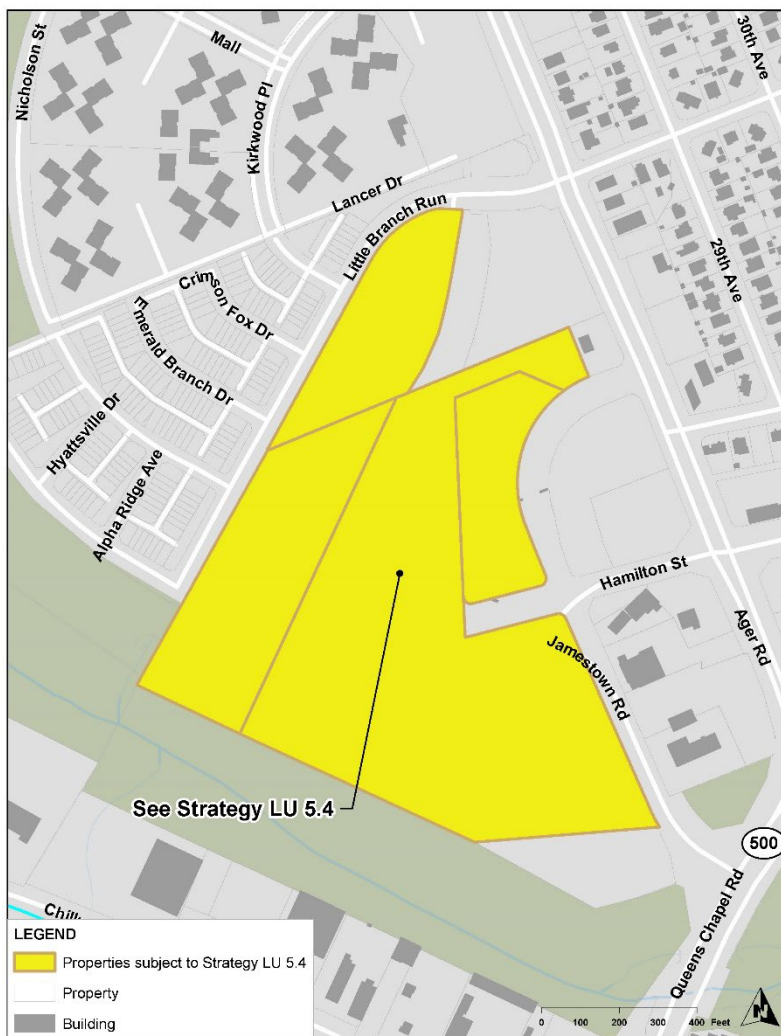 Nicholson St
Mall
Kirkwood Pl
30th Ave
Lancer Dr
Little Branch Run
29th Ave
Crimson Fox Dr
Emerald Branch Dr
Hyattsville Dr
Alpha Ridge Ave
Hamilton St
Jamestown Rd
Ager Rd
See Strategy LU 5.4
500
Queens Chapel Rd
LEGEND
Properties subject to Strategy LU 5.4
Property
Building
0 100 200 300 400 Feet
N